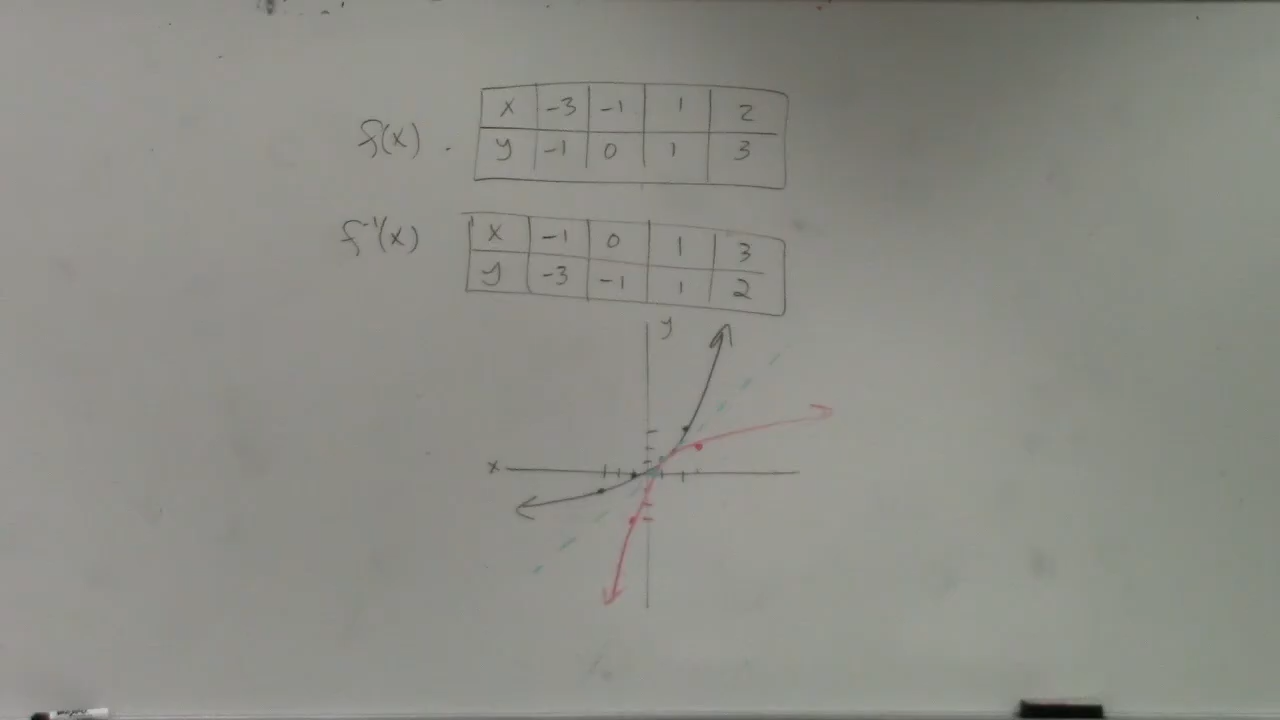 f(x)
x -3 -1 1 2
y -1 0 1 3
f⁻¹(x)
x -1 0 1 3
y -3 -1 1 2
y
x